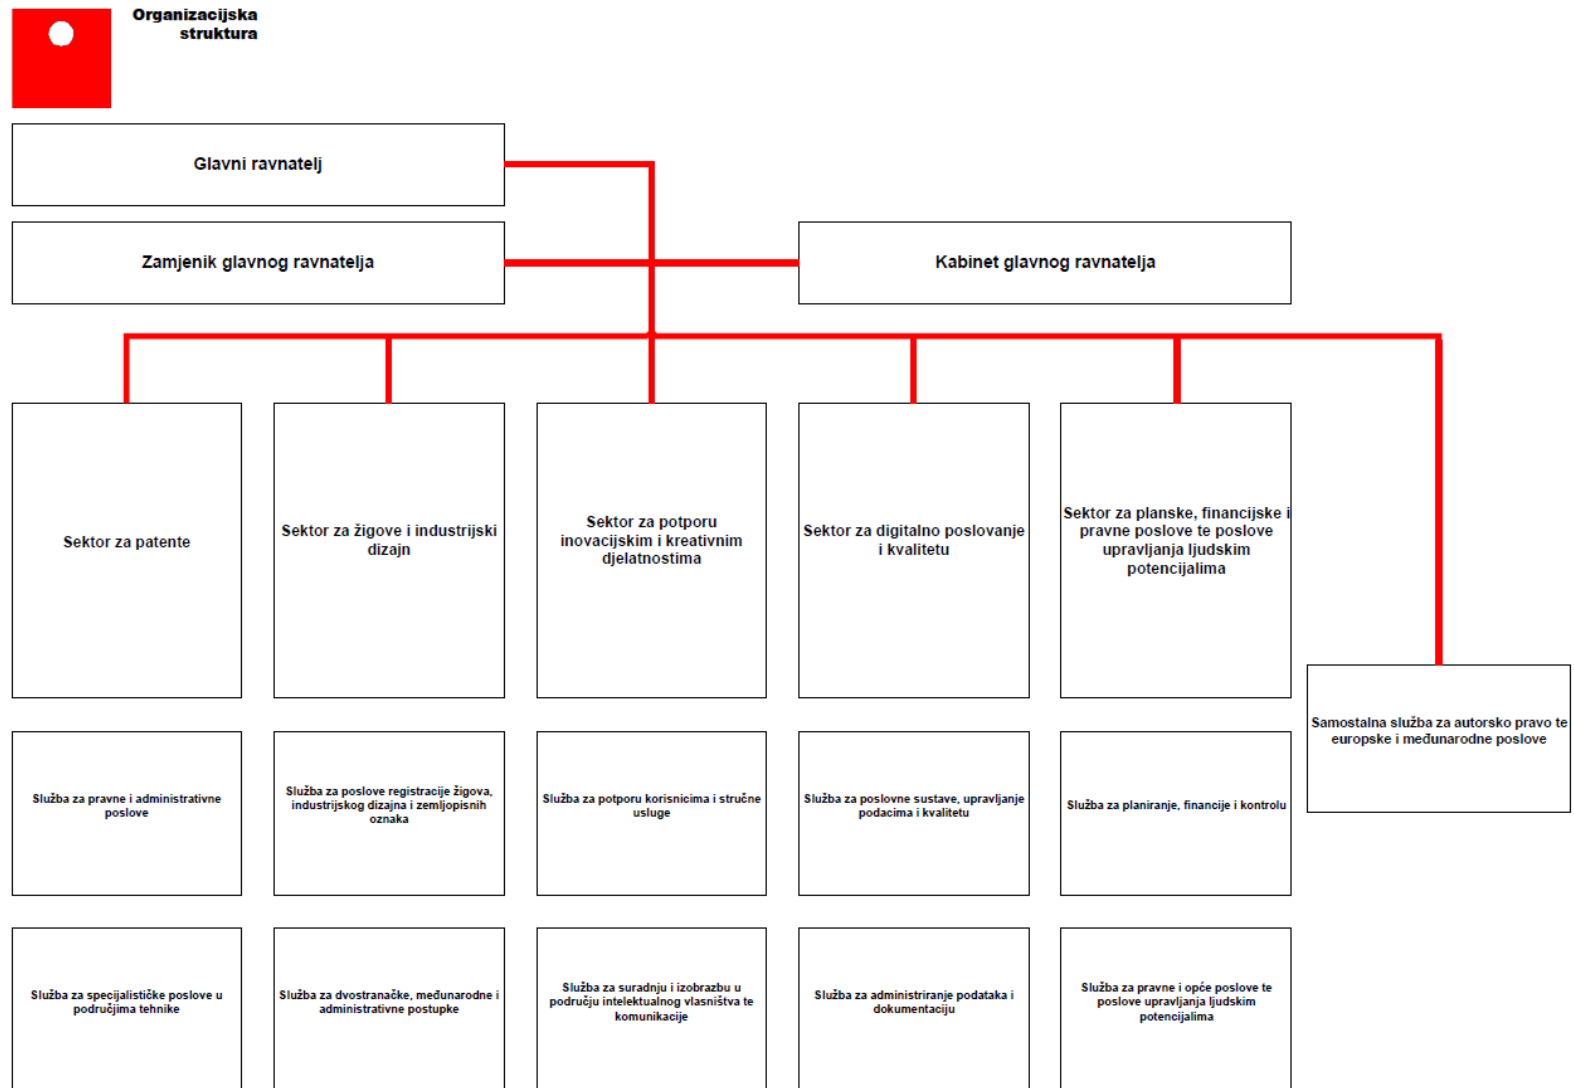 Organizacijska
struktura
Glavni ravnatelj
Zamjenik glavnog ravnatelja
Kabinet glavnog ravnatelja
Sektor za patente
Sektor za žigove i industrijski
dizajn
Sektor za potporu
inovacijskim i kreativnim
djelatnostima
Sektor za digitalno poslovanje
i kvalitetu
Sektor za planske, financijske i
pravne poslove te poslove
upravljanja ljudskim
potencijalima
Samostalna služba za autorsko pravo te
europske i međunarodne poslove
Služba za pravne i administrativne
poslove
Služba za poslove registracije žigova,
industrijskog dizajna i zemljopisnih
oznaka
Služba za potporu korisnicima i stručne
usluge
Služba za poslovne sustave, upravljanje
podacima i kvalitetu
Služba za planiranje, financije i kontrolu
Služba za specijalističke poslove u
područjima tehnike
Služba za dvostranačke, međunarodne i
administrativne postupke
Služba za suradnju i izobrazbu u
području intelektualnog vlasništva te
komunikacije
Služba za administriranje podataka i
dokumentaciju
Služba za pravne i opće poslove te
poslove upravljanja ljudskim
potencijalima